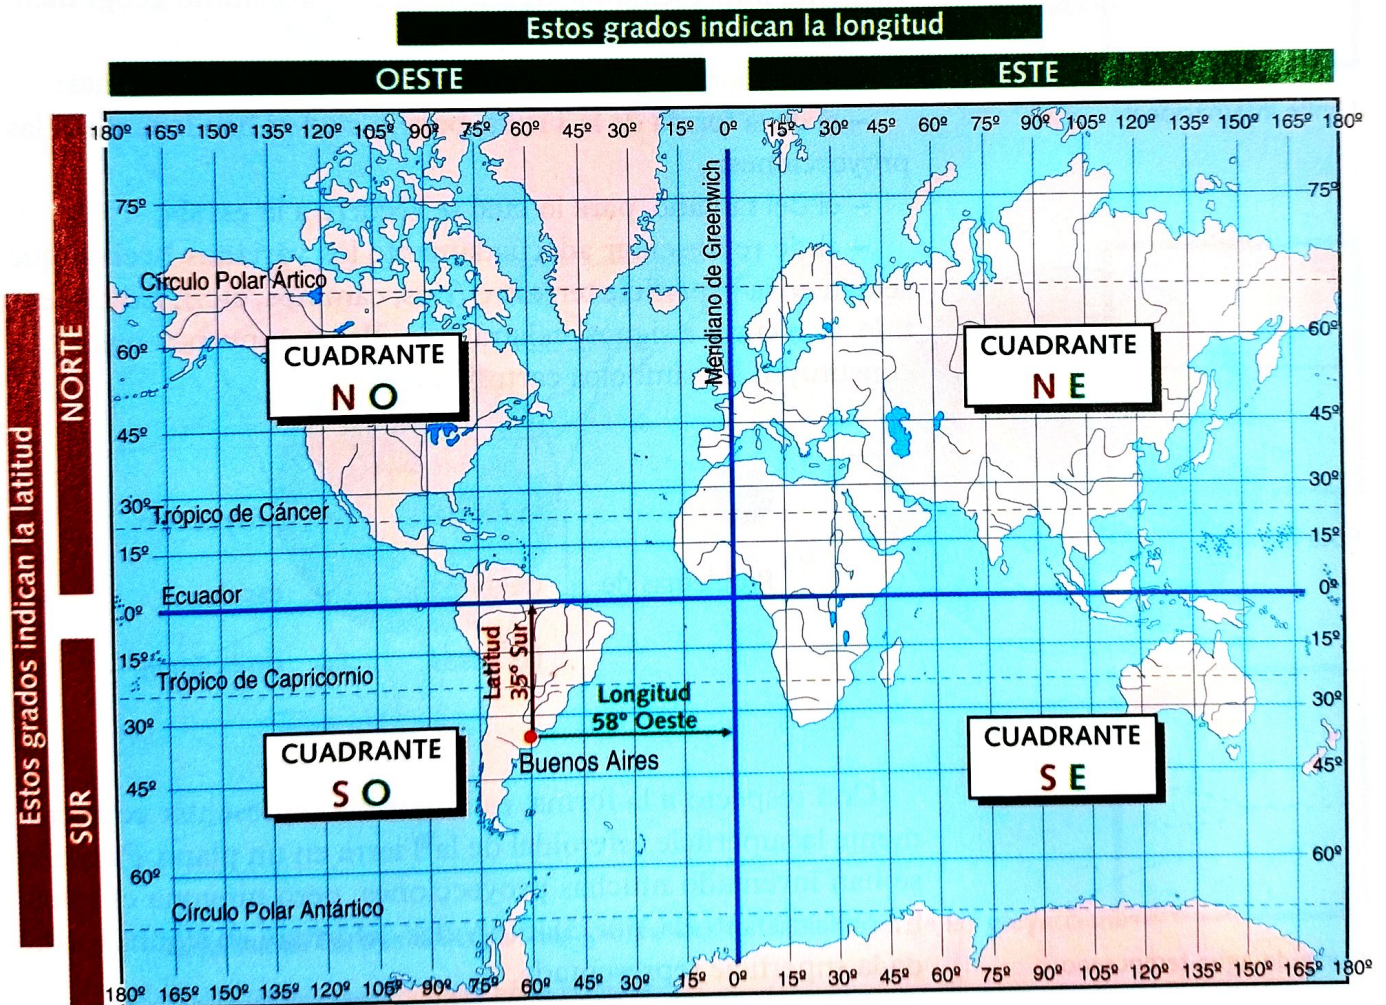 Estos grados indican la longitud
OESTE
ESTE
180º 165º 150º 135º 120º 105º 90º 75º 60º 45º 30º 15º 0º 15º 30º 45º 60º 75º 90º 105º 120º 135º 150º 165º 180º
Estos grados indican la latitud
NORTE
SUR
Meridiano de Greenwich
75º
75º
Círculo Polar Ártico
60º
60º
CUADRANTE
N O
CUADRANTE
N E
45º
45º
30º
30º
Trópico de Cáncer
15º
15º
Ecuador
0º
0º
Latitud
35º Sur
15º
15º
Trópico de Capricornio
Longitud
58º Oeste
30º
30º
Buenos Aires
CUADRANTE
S O
CUADRANTE
S E
45º
45º
60º
60º
Círculo Polar Antártico
180º 165º 150º 135º 120º 105º 90º 75º 60º 45º 30º 15º 0º 15º 30º 45º 60º 75º 90º 105º 120º 135º 150º 165º 180º